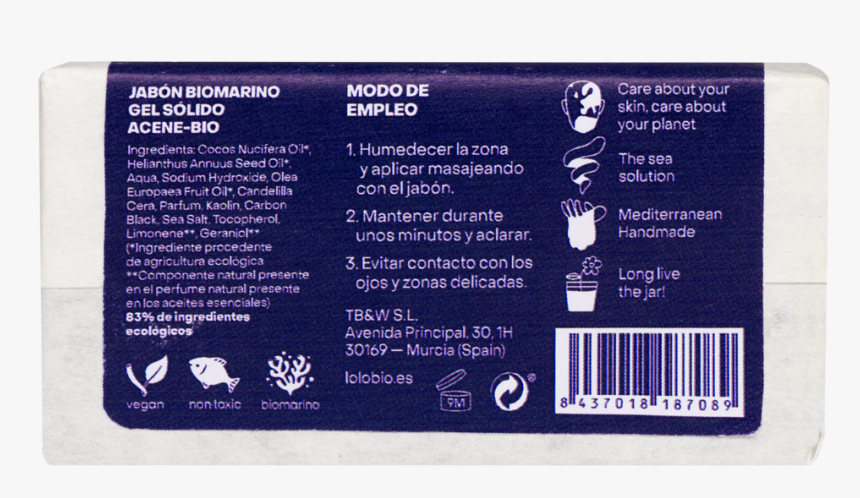 JABÓN BIOMARINO
GEL SÓLIDO
ACENE-BIO
Ingredients: Cocos Nucifera Oil*,
Helianthus Annuus Seed Oil*,
Aqua, Sodium Hydroxide, Olea
Europaea Fruit Oil*, Candelilla
Cera, Parfum, Kaolin, Carbon
Black, Sea Salt, Tocopherol,
Limonene**, Geraniol**
(*Ingrediente procedente
de agricultura ecológica
**Componente natural presente
en el perfume natural presente
en los aceites esenciales)
83% de ingredientes
ecológicos
vegan
non-toxic
biomarino
MODO DE
EMPLEO
1. Humedecer la zona
y aplicar masajeando
con el jabón.
2. Mantener durante
unos minutos y aclarar.
3. Evitar contacto con los
ojos y zonas delicadas.
TB&W S.L.
Avenida Principal, 30, 1H
30169 — Murcia (Spain)
lolobio.es
9M
®
Care about your
skin, care about
your planet
The sea
solution
Mediterranean
Handmade
Long live
the jar!
8 437018 187089